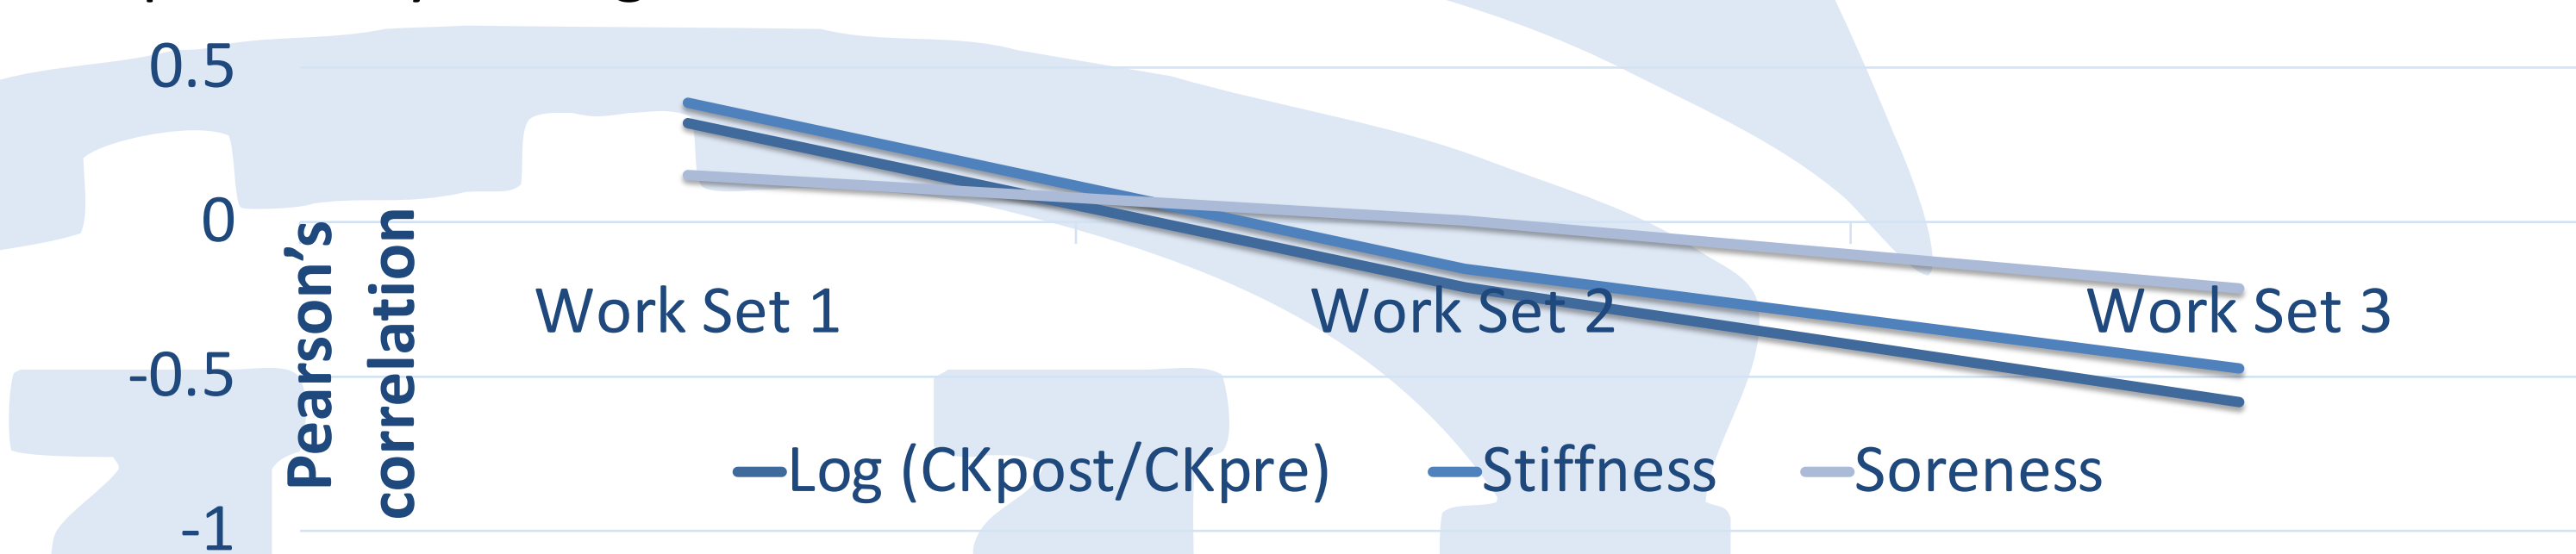 0.5
0
-0.5
-1
Pearson's
correlation
Work Set 1
Work Set 2
Work Set 3
Log (CKpost/CKpre)
Stiffness
Soreness